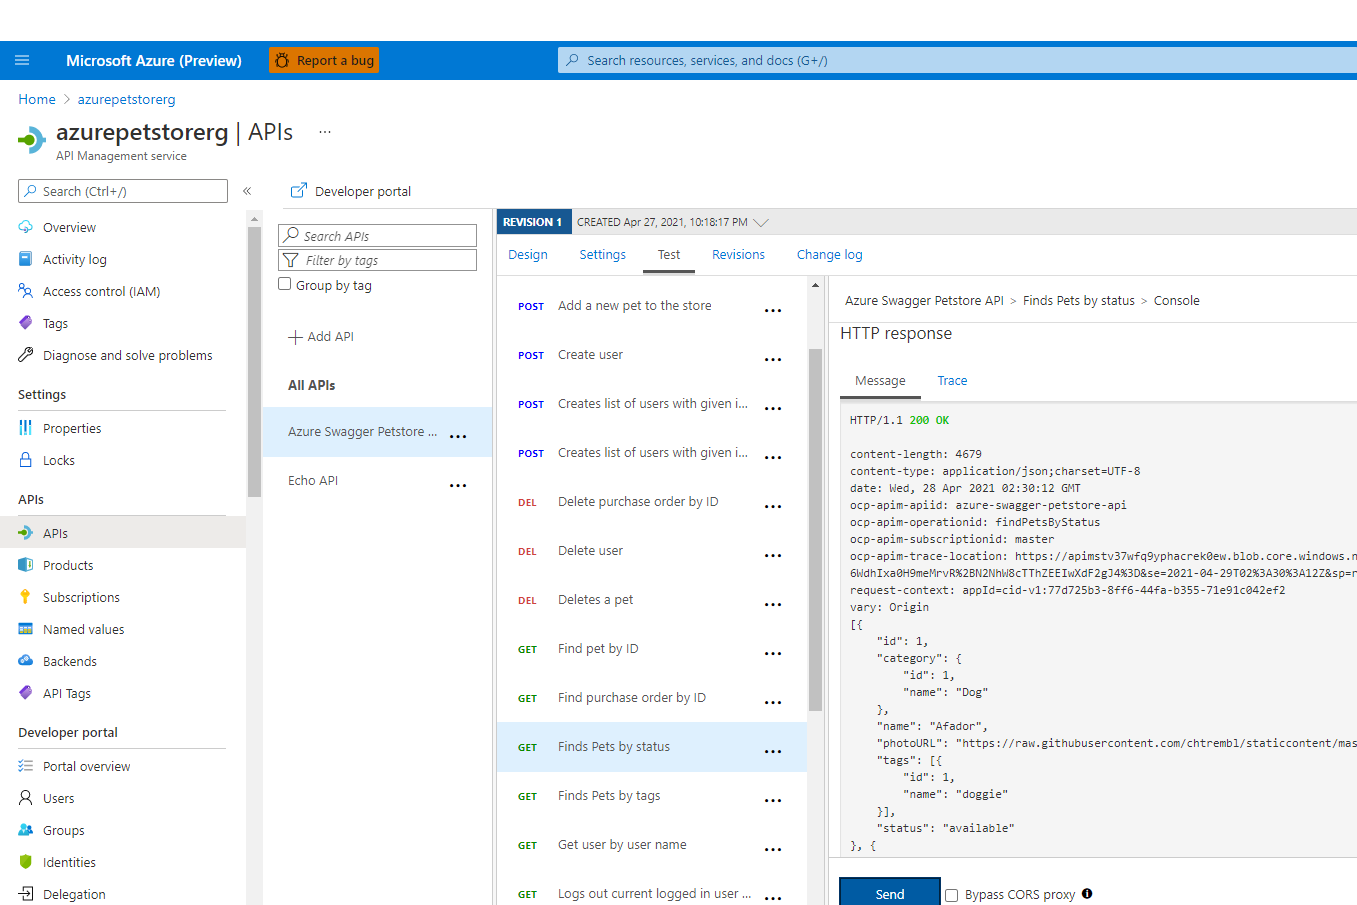 Microsoft Azure (Preview)
Report a bug
Search resources, services, and docs (G+/)
Home > azurepetstorerg
azurepetstorerg | APIs ...
API Management service
Search (Ctrl+/)
«
Overview
Activity log
Access control (IAM)
Tags
Diagnose and solve problems
Settings
Properties
Locks
APIs
APIs
Products
Subscriptions
Named values
Backends
API Tags
Developer portal
Portal overview
Users
Groups
Identities
Delegation
Developer portal
Search APIs
Filter by tags
Group by tag
Add API
All APIs
Azure Swagger Petstore ... ...
Echo API ...
REVISION 1 CREATED Apr 27, 2021, 10:18:17 PM
Design Settings Test Revisions Change log
POST Add a new pet to the store ...
POST Create user ...
POST Creates list of users with given i... ...
POST Creates list of users with given i... ...
DEL Delete purchase order by ID ...
DEL Delete user ...
DEL Deletes a pet ...
GET Find pet by ID ...
GET Find purchase order by ID ...
GET Finds Pets by status ...
GET Finds Pets by tags ...
GET Get user by user name ...
GET Logs out current logged in user ... ...
Azure Swagger Petstore API > Finds Pets by status > Console
HTTP response
Message Trace
HTTP/1.1 200 OK
content-length: 4679
content-type: application/json;charset=UTF-8
date: Wed, 28 Apr 2021 02:30:12 GMT
ocp-apim-apiid: azure-swagger-petstore-api
ocp-apim-operationid: findPetsByStatus
ocp-apim-subscriptionid: master
ocp-apim-trace-location: https://apimstv37wfq9yphacrek0ew.blob.core.windows.n
6WdhIxa0H9meMrvR%2BN2NhW8cTThZEEIwXdF2gJ4%3D&se=2021-04-29T02%3A30%3A12Z&sp=r
request-context: appId=cid-v1:77d725b3-8ff6-44fa-b355-71e91c042ef2
vary: Origin
[{
"id": 1,
"category": {
"id": 1,
"name": "Dog"
},
"name": "Afador",
"photoURL": "https://raw.githubusercontent.com/chtrembl/staticcontent/mas
"tags": [{
"id": 1,
"name": "doggie"
}],
"status": "available"
}, {
Send
Bypass CORS proxy